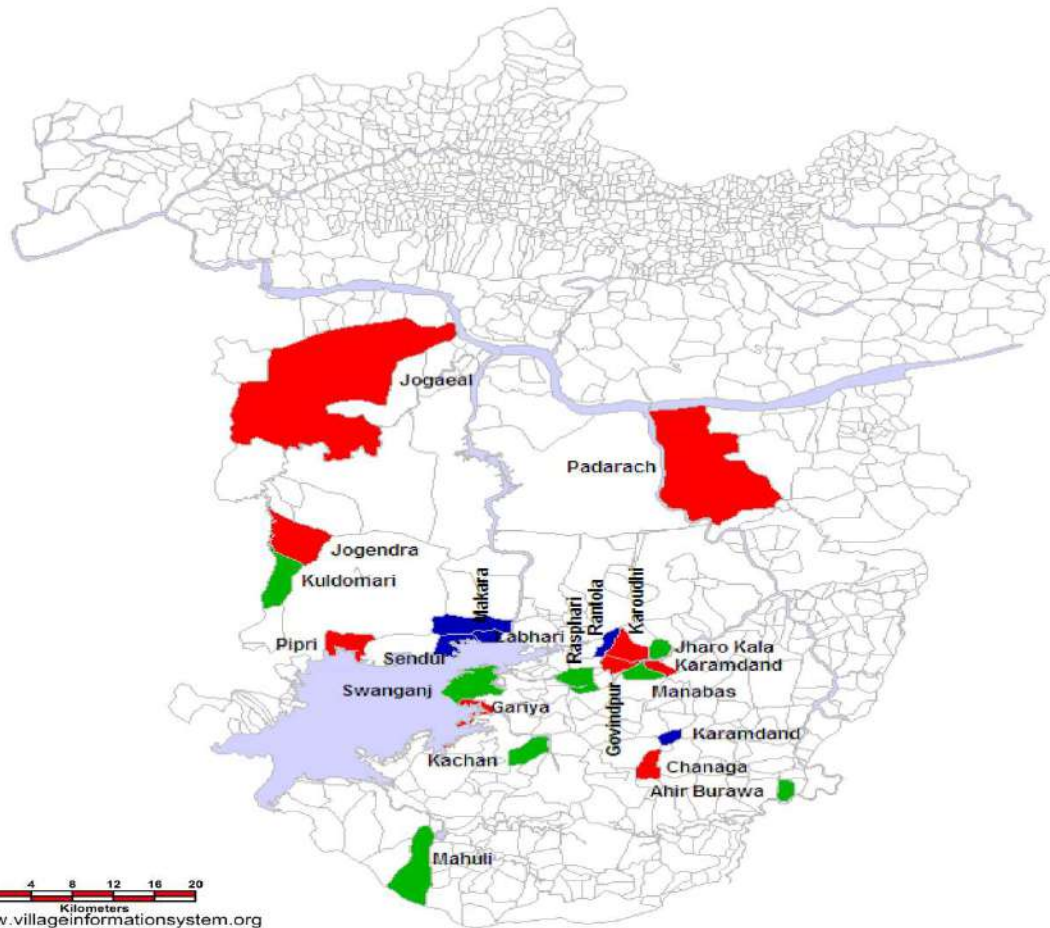 Jogaeal
Padarach
Jogendra
Kuldomari
Makara
Rasphari
Rantola
Karoudhi
Pipri
Labhari
Sendur
Jharo Kala
Karamdand
Swanganj
Manabas
Gariya
Govindpur
Karamdand
Kachan
Chanaga
Ahir Burawa
Mahuli
4 8 12 16 20
Kilometers
w.villageinformationsystem.org